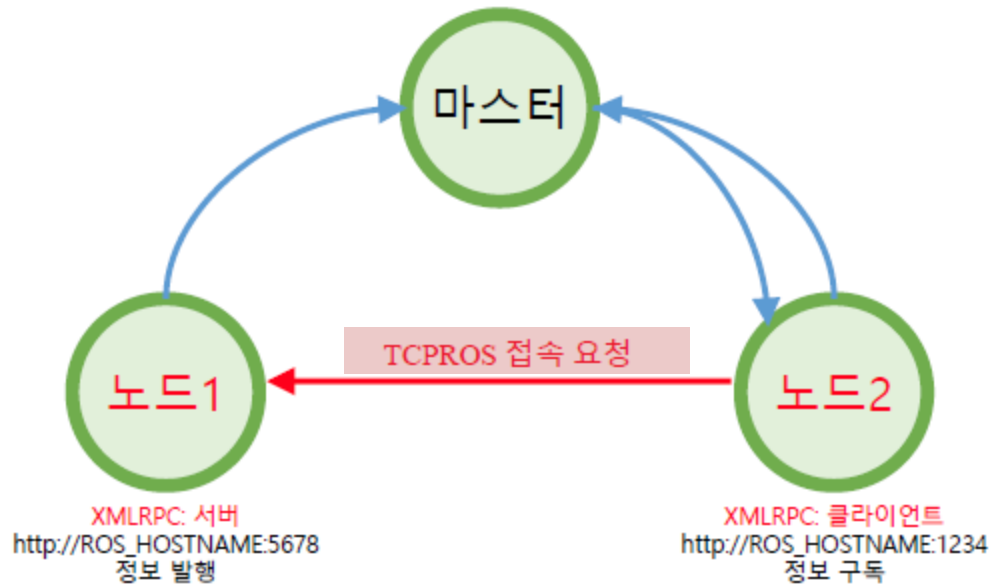 마스터
TCPROS 접속 요청
노드1
노드2
XMLRPC: 서버
http://ROS_HOSTNAME:5678
정보 발행
XMLRPC: 클라이언트
http://ROS_HOSTNAME:1234
정보 구독